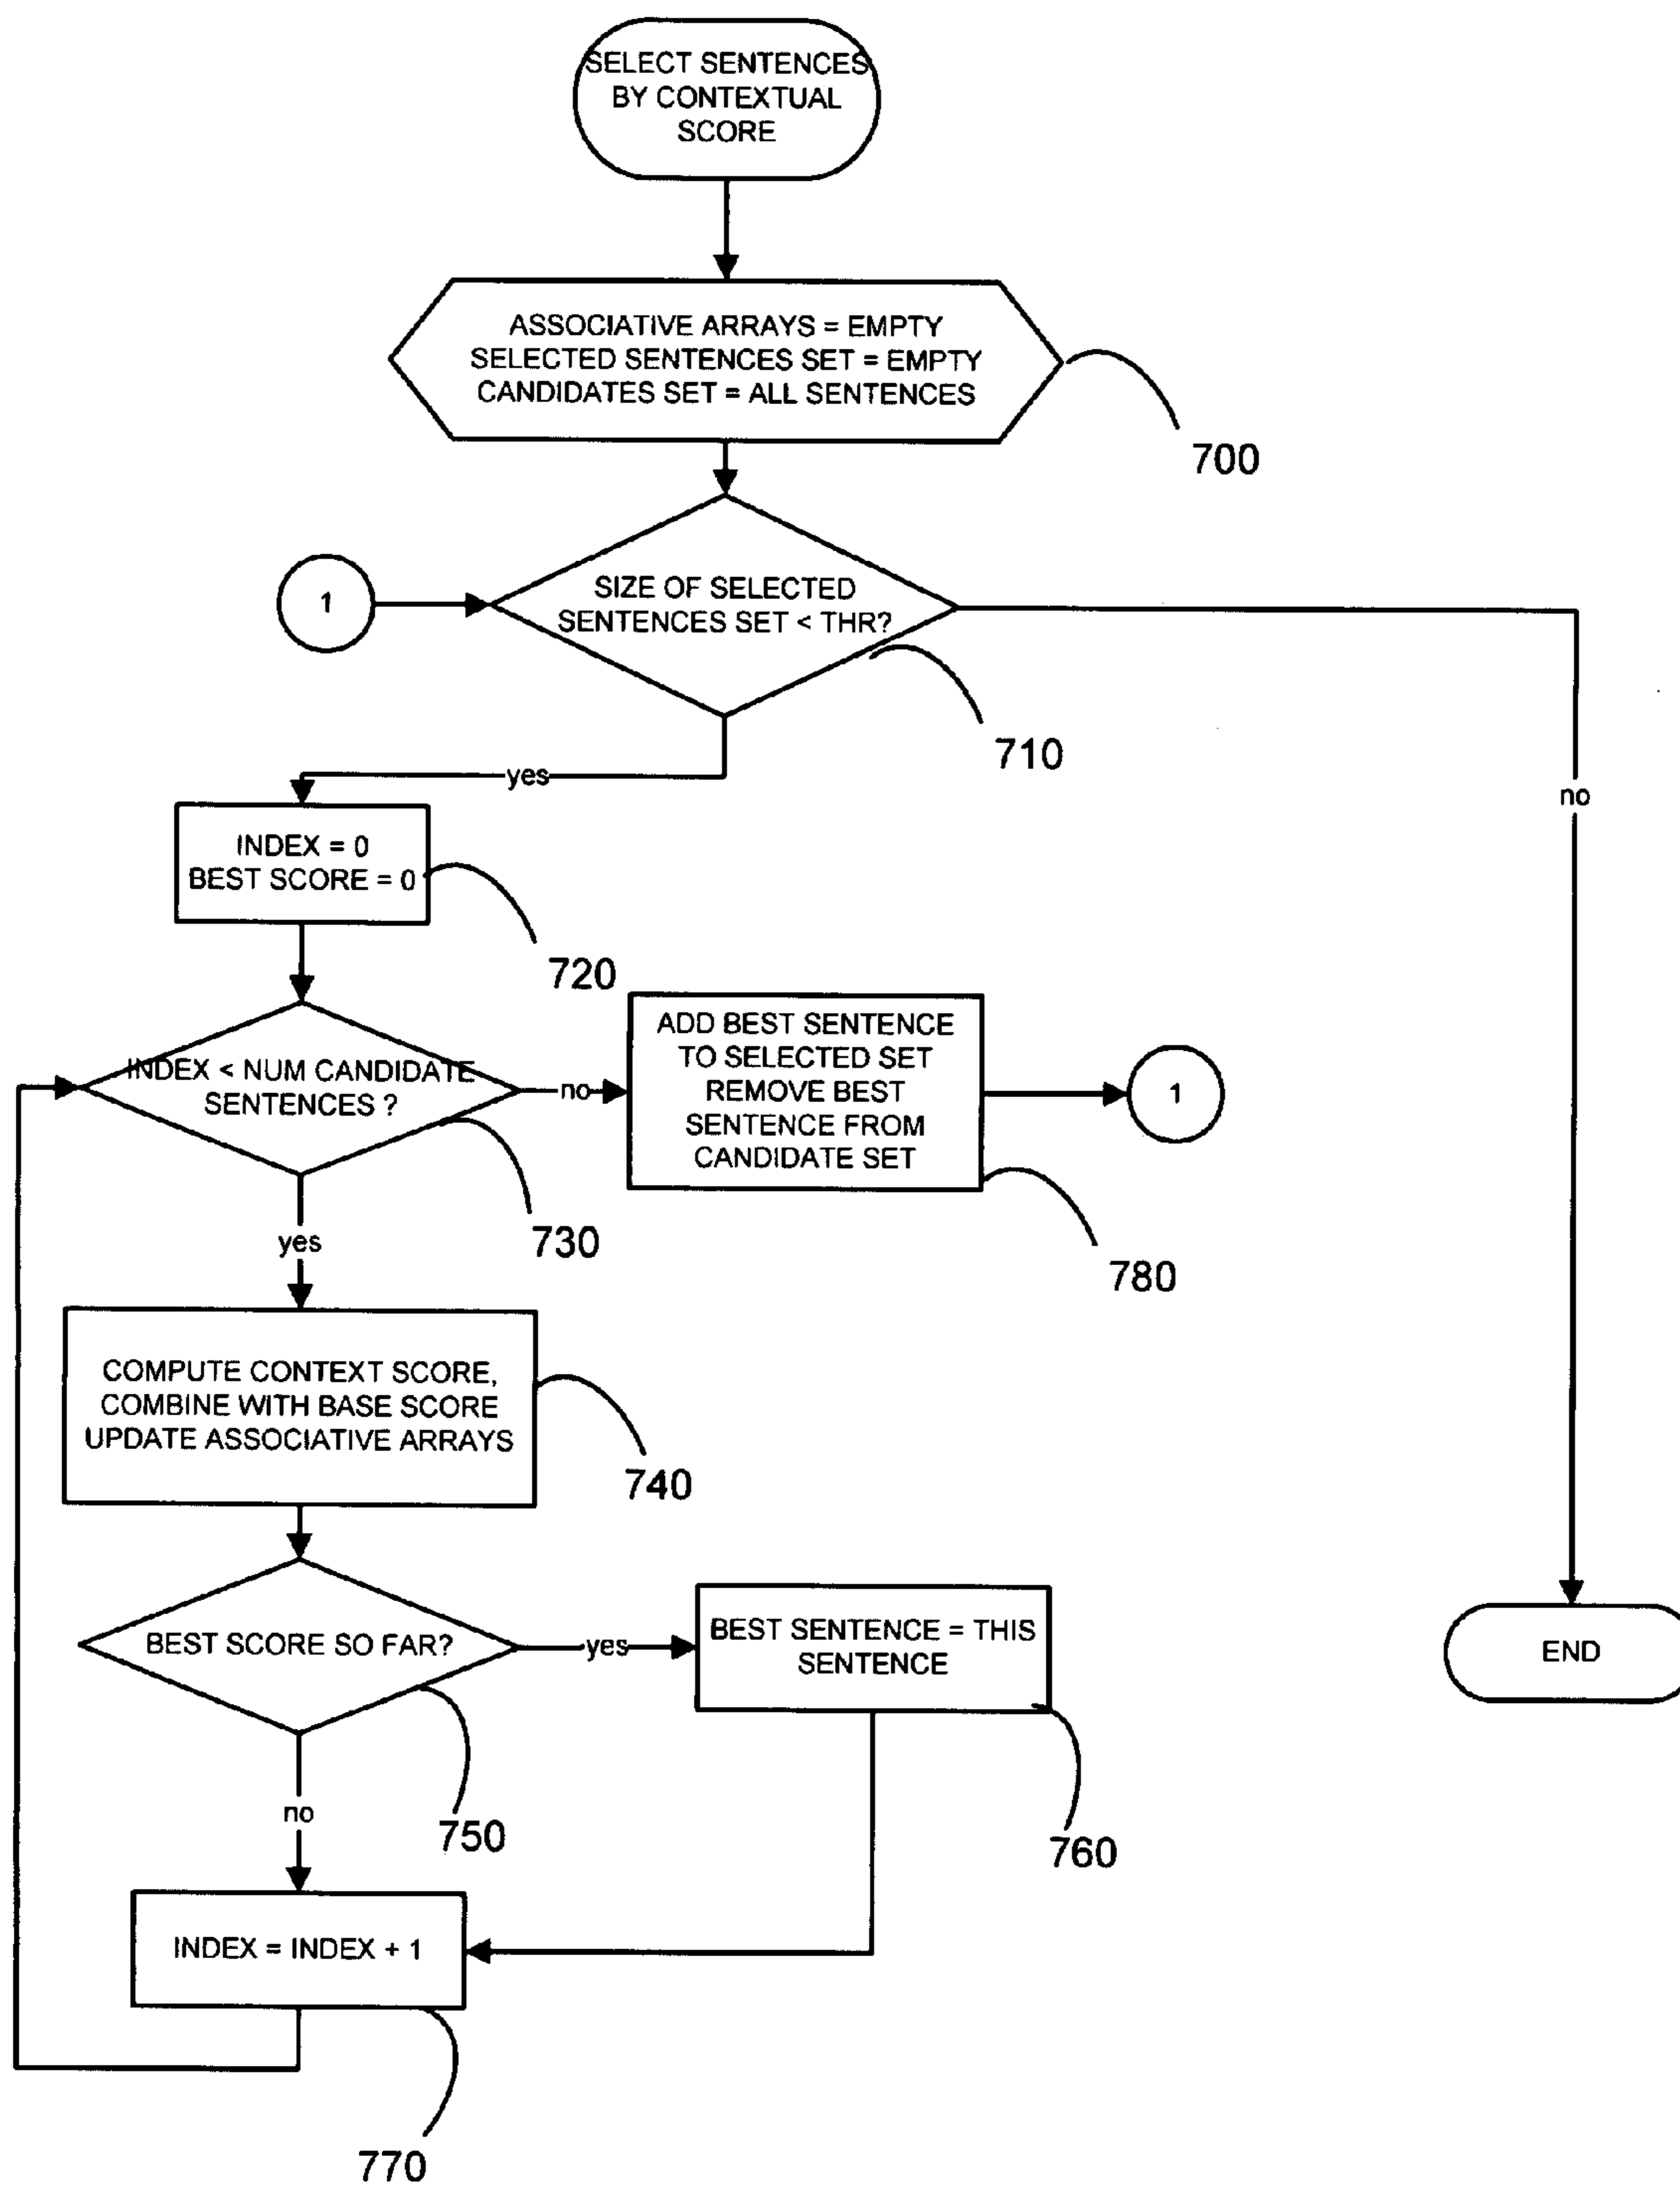 SELECT SENTENCES
BY CONTEXTUAL
SCORE
ASSOCIATIVE ARRAYS = EMPTY
SELECTED SENTENCES SET = EMPTY
CANDIDATES SET = ALL SENTENCES
700
1
SIZE OF SELECTED
SENTENCES SET < THR?
710
yes
no
INDEX = 0
BEST SCORE = 0
720
INDEX < NUM CANDIDATE
SENTENCES ?
no
730
ADD BEST SENTENCE
TO SELECTED SET
REMOVE BEST
SENTENCE FROM
CANDIDATE SET
1
780
yes
COMPUTE CONTEXT SCORE,
COMBINE WITH BASE SCORE
UPDATE ASSOCIATIVE ARRAYS
740
BEST SCORE SO FAR?
yes
BEST SENTENCE = THIS
SENTENCE
END
750
760
no
INDEX = INDEX + 1
770